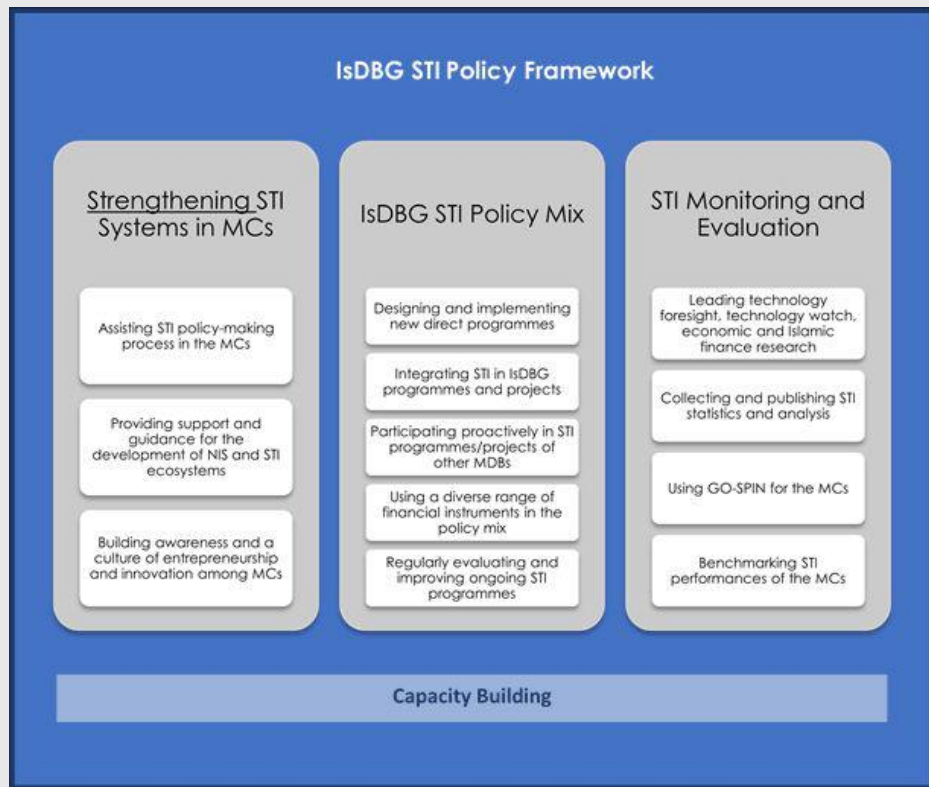 IsDBG STI Policy Framework
Strengthening STI
Systems in MCs
Assisting STI policy-making
process in the MCs
Providing support and
guidance for the
development of NIS and STI
ecosystems
Building awareness and a
culture of entrepreneurship
and innovation among MCs
IsDBG STI Policy Mix
Designing and implementing
new direct programmes
Integrating STI in IsDBG
programmes and projects
Participating proactively in STI
programmes/projects of
other MDBs
Using a diverse range of
financial instruments in the
policy mix
Regularly evaluating and
improving ongoing STI
programmes
STI Monitoring and
Evaluation
Leading technology
foresight, technology watch,
economic and Islamic
finance research
Collecting and publishing STI
statistics and analysis
Using GO-SPIN for the MCs
Benchmarking STI
performances of the MCs
Capacity Building